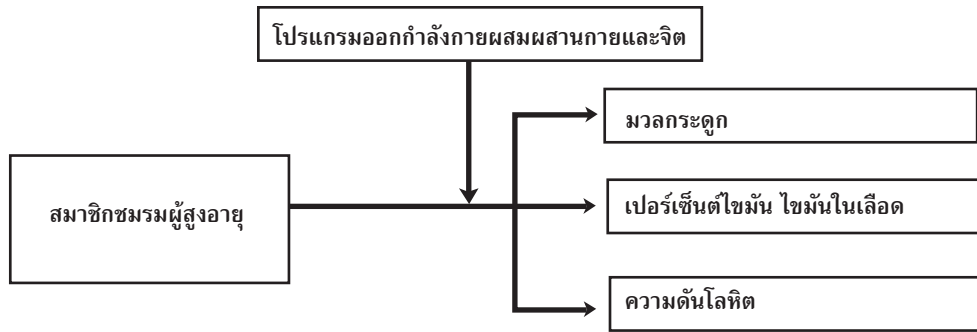 โปรแกรมออกกำลังกายผสมผสานกายและจิต
มวลกระดูก
สมาชิกชมรมผู้สูงอายุ
เปอร์เซ็นต์ไขมัน ไขมันในเลือด
ความดันโลหิต